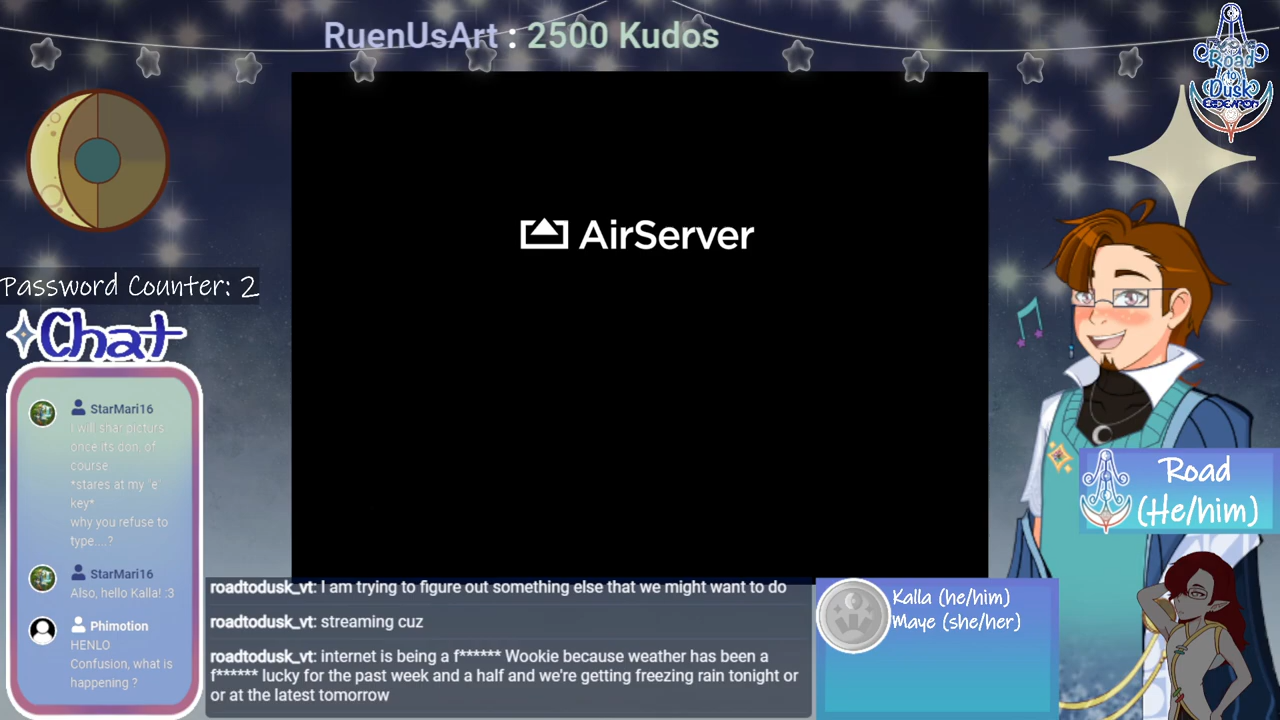 RuenUsArt : 2500 Kudos
Road
to
Dusk
AirServer
Password Counter: 2
Chat
StarMari16
I will shar picturs
once its don, of
course.
*stares at my 'e'
key*
why you refuse to
type....?
StarMari16
Also, hello Kalla! :3
Phimotion
HENLO
Confusion, what is
happening ?
roadtodusk_vt: I am trying to figure out something else that we might want to do
roadtodusk_vt: streaming cuz
roadtodusk_vt: internet is being a f****** Wookie because weather has been a
f****** lucky for the past week and a half and we're getting freezing rain tonight or
or at the latest tomorrow
Road
(He/him)
Kalla (he/him)
Maye (she/her)